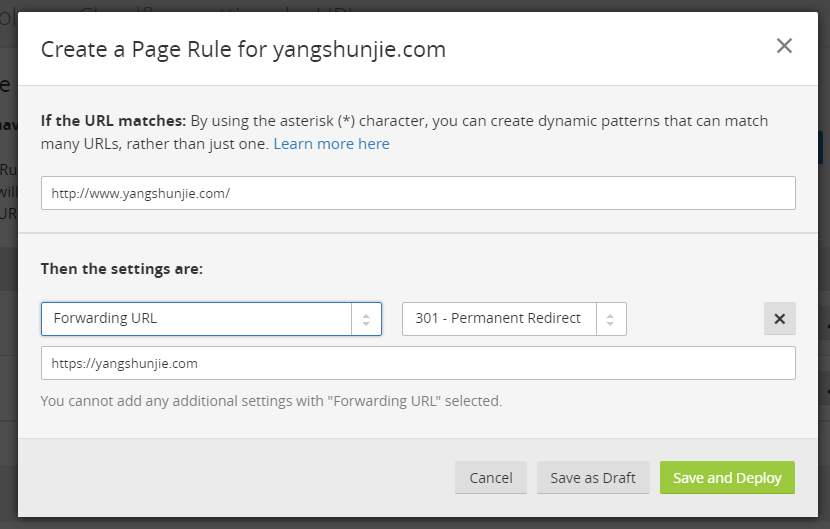 Create a Page Rule for yangshunjie.com
If the URL matches: By using the asterisk (*) character, you can create dynamic patterns that can match
many URLs, rather than just one. Learn more here
http://www.yangshunjie.com/
Then the settings are:
Forwarding URL
301 - Permanent Redirect
https://yangshunjie.com
You cannot add any additional settings with "Forwarding URL" selected.
Cancel
Save as Draft
Save and Deploy